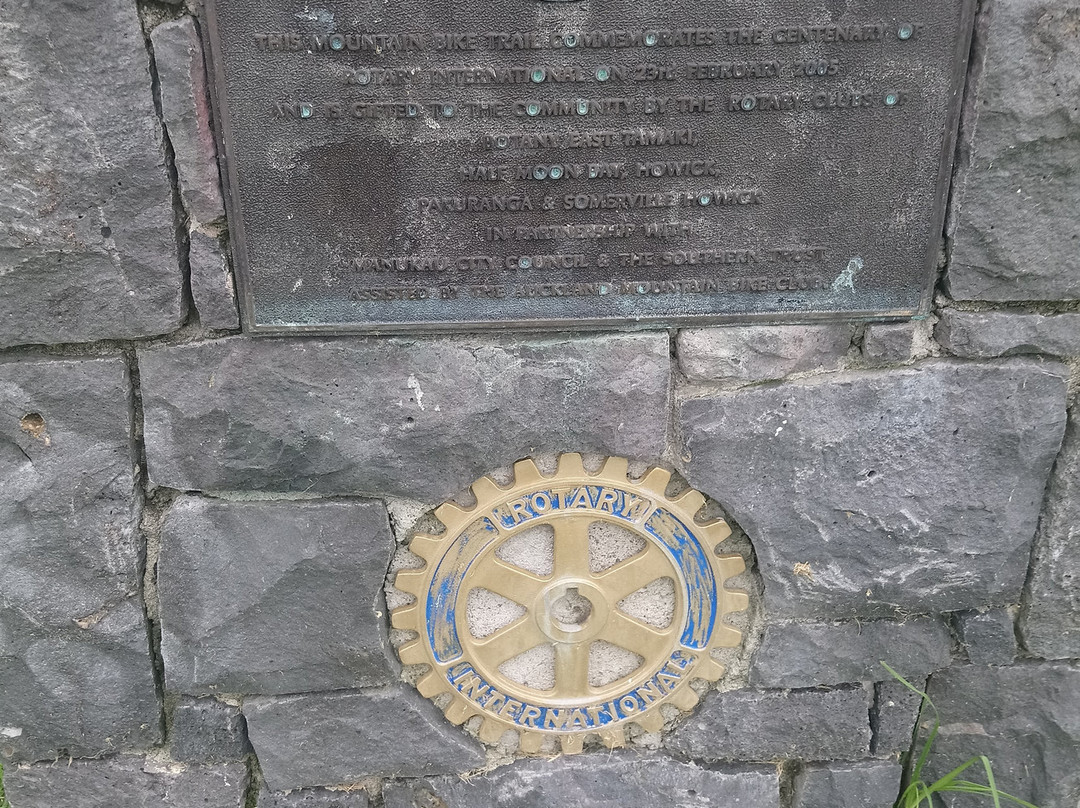 THIS MOUNTAIN BIKE TRAIL COMMEMORATES THE CENTENARY OF
ROTARY INTERNATIONAL ON 23rd FEBRUARY 2005
AND IS GIFTED TO THE COMMUNITY BY THE ROTARY CLUBS OF
BOTANY EAST TAMAKI,
HALF MOON BAY, HOWICK,
PAKURANGA & SOMERVILLE HOWICK
IN PARTNERSHIP WITH
MANUKAU CITY COUNCIL & THE SOUTHERN TRUST
ASSISTED BY THE AUCKLAND MOUNTAIN BIKE CLUB
ROTARY
INTERNATIONAL